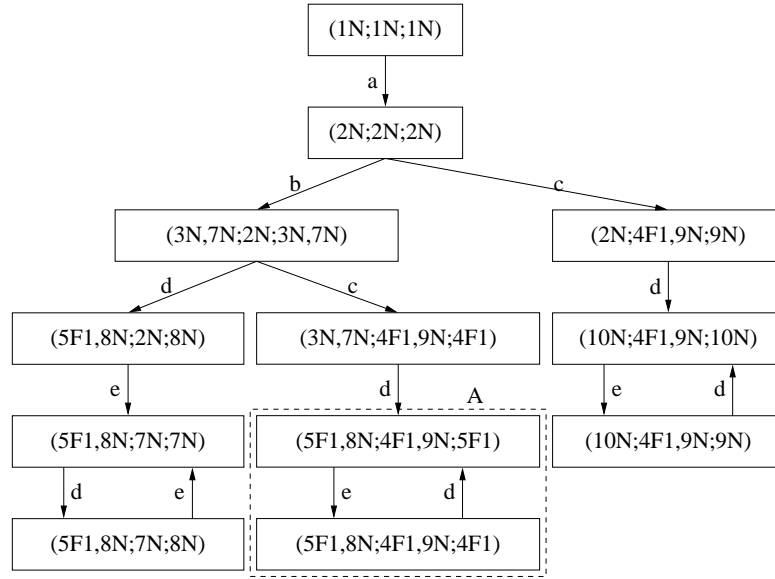 (1N;1N;1N)
a
(2N;2N;2N)
b c
(3N,7N;2N;3N,7N) (2N;4F1,9N;9N)
d c d
(5F1,8N;2N;8N) (3N,7N;4F1,9N;4F1) (10N;4F1,9N;10N)
e d A e d
(5F1,8N;7N;7N) (5F1,8N;4F1,9N;5F1) (10N;4F1,9N;9N)
d e e d
(5F1,8N;7N;8N) (5F1,8N;4F1,9N;4F1)